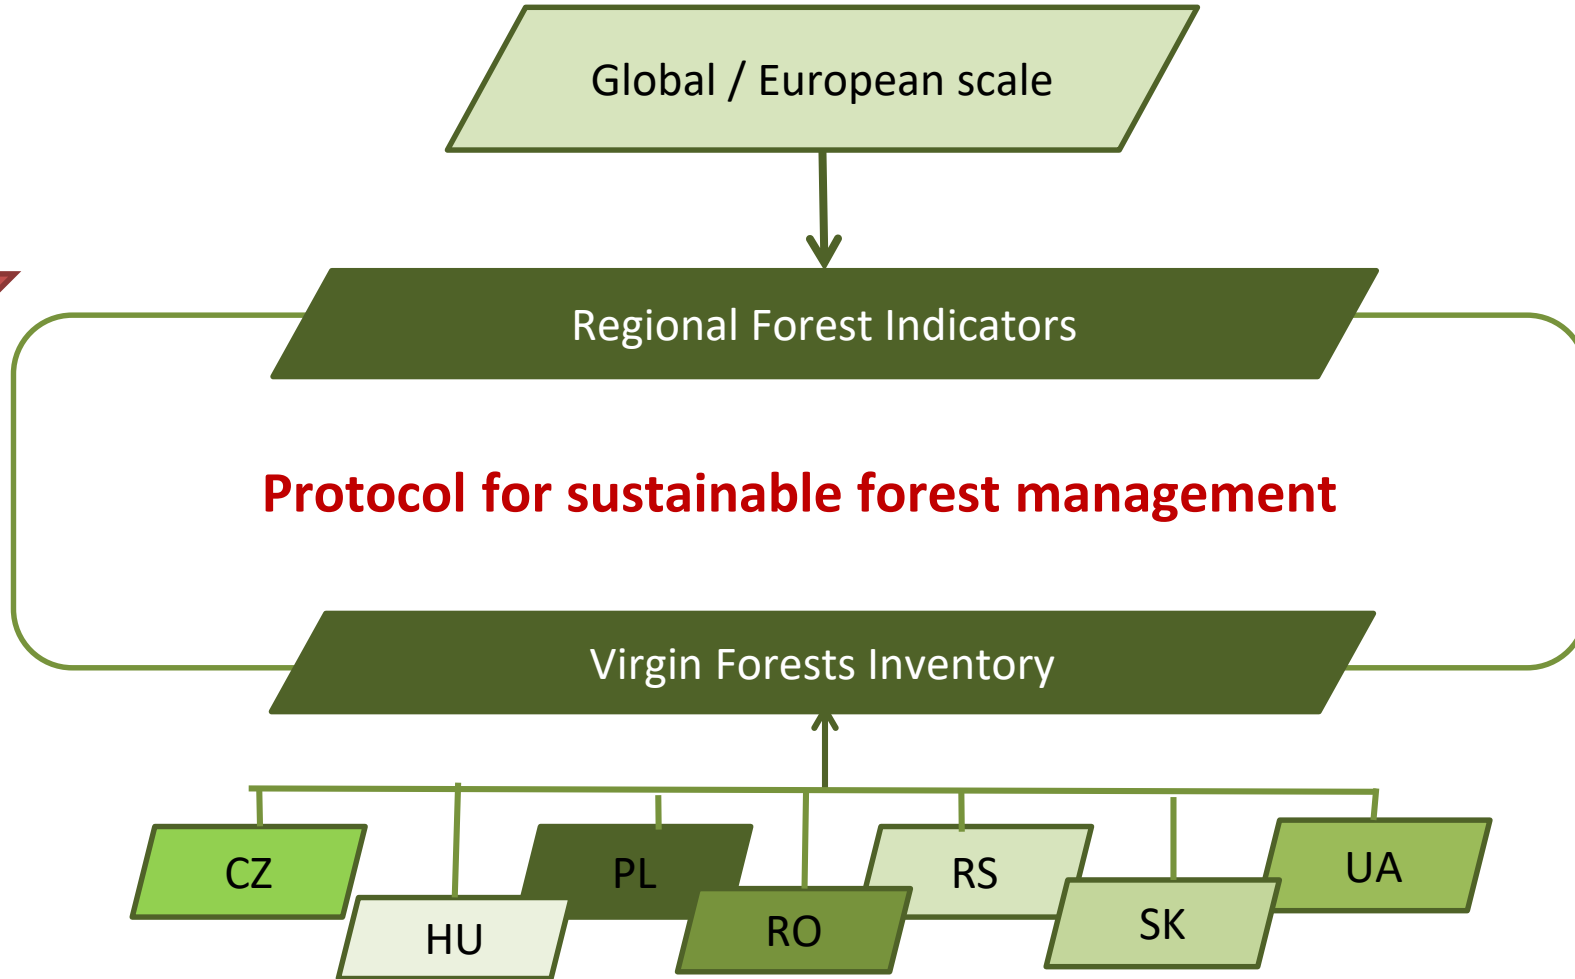 Global / European scale
Regional Forest Indicators
Protocol for sustainable forest management
Virgin Forests Inventory
CZ
HU
PL
RO
RS
SK
UA